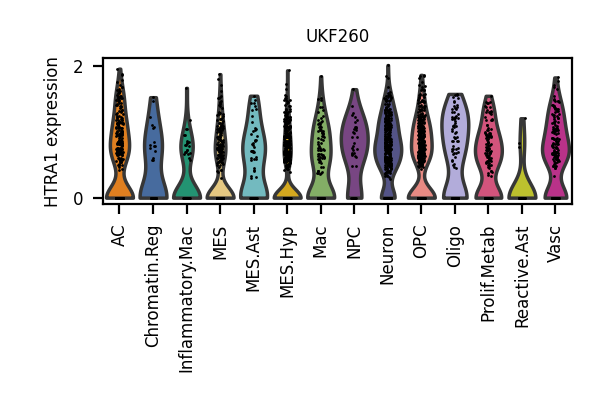 UKF260
HTRA1 expression
2
0
AC
Chromatin.Reg
Inflammatory.Mac
MES
MES.Ast
MES.Hyp
Mac
NPC
Neuron
OPC
Oligo
Prolif.Metab
Reactive.Ast
Vasc